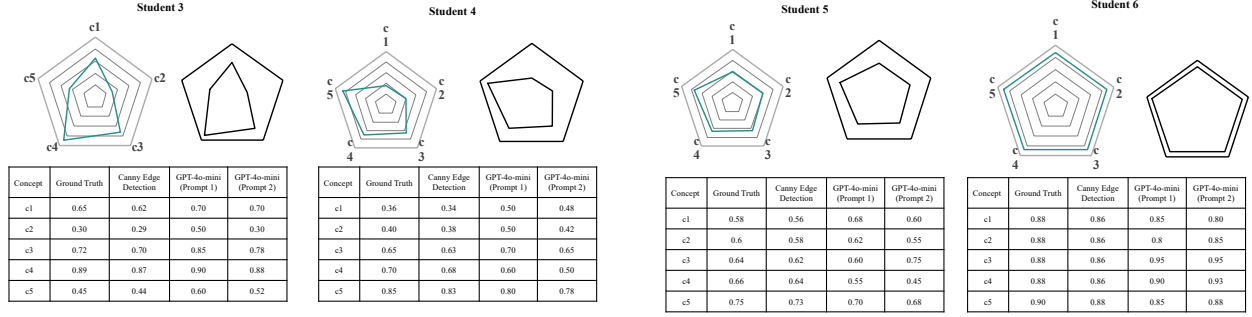 Student 3
c1
c2
c3
c4
c5
Concept Ground Truth Canny Edge Detection GPT-4o-mini (Prompt 1) GPT-4o-mini (Prompt 2)
c1 0.65 0.62 0.70 0.70
c2 0.30 0.29 0.50 0.30
c3 0.72 0.70 0.85 0.78
c4 0.89 0.87 0.90 0.88
c5 0.45 0.44 0.60 0.52
Student 4
c
1
c
2
c
3
c
4
c
5
Concept Ground Truth Canny Edge Detection GPT-4o-mini (Prompt 1) GPT-4o-mini (Prompt 2)
c1 0.36 0.34 0.50 0.48
c2 0.40 0.38 0.50 0.42
c3 0.65 0.63 0.70 0.65
c4 0.70 0.68 0.60 0.50
c5 0.85 0.83 0.80 0.78
Student 5
c
1
c
2
c
3
c
4
c
5
Concept Ground Truth Canny Edge Detection GPT-4o-mini (Prompt 1) GPT-4o-mini (Prompt 2)
c1 0.58 0.56 0.68 0.60
c2 0.6 0.58 0.62 0.55
c3 0.64 0.62 0.60 0.75
c4 0.66 0.64 0.55 0.45
c5 0.75 0.73 0.70 0.68
Student 6
c
1
c
2
c
3
c
4
c
5
Concept Ground Truth Canny Edge Detection GPT-4o-mini (Prompt 1) GPT-4o-mini (Prompt 2)
c1 0.88 0.86 0.85 0.80
c2 0.88 0.86 0.8 0.85
c3 0.88 0.86 0.95 0.95
c4 0.88 0.86 0.90 0.93
c5 0.90 0.88 0.85 0.88